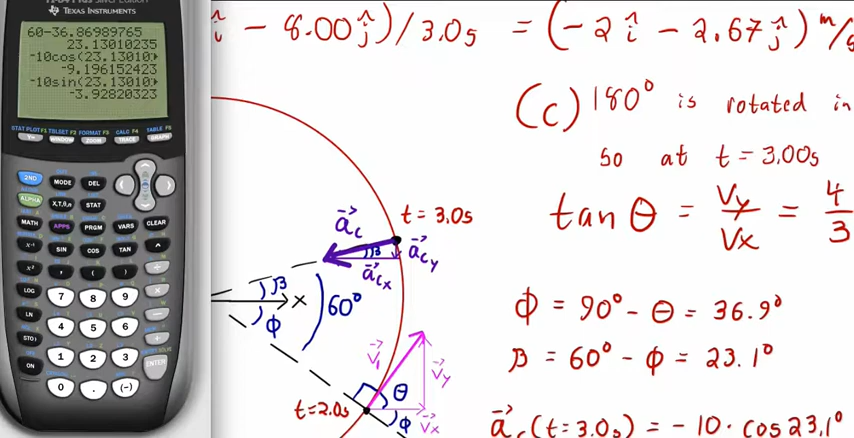 TEXAS INSTRUMENTS
60-36.86989765
23.13010235
-10cos(23.13010
-9.196152423
-10sin(23.13010
-3.92820323
STAT PLOT F1 TBLSET F2 FORMAT F3 CALC F4 TABLE F5
Y= WINDOW ZOOM TRACE GRAPH
2ND MODE DEL
ALPHA X,T,θ,n STAT
MATH APPS PRGM VARS CLEAR
x⁻¹ SIN COS TAN ^
x² , ( ) ÷
LOG 7 8 9 ×
LN 4 5 6 −
STO 1 2 3 +
ON 0 . (-) ENTER
î − 8.00ĵ)/3.0s = (−2î − 2.67ĵ) m/s
(c) 180° is rotated in
so at t = 3.00s
tan θ = Vy/Vx = 4/3
ϕ = 90° − θ = 36.9°
β = 60° − ϕ = 23.1°
a⃗c(t=3.0s) = −10·cos23.1°
t = 3.0s
a⃗c
β
a⃗cy
a⃗cx
β
x
60°
ϕ
v⃗1
v⃗y
θ
t=2.0s
ϕ
v⃗x